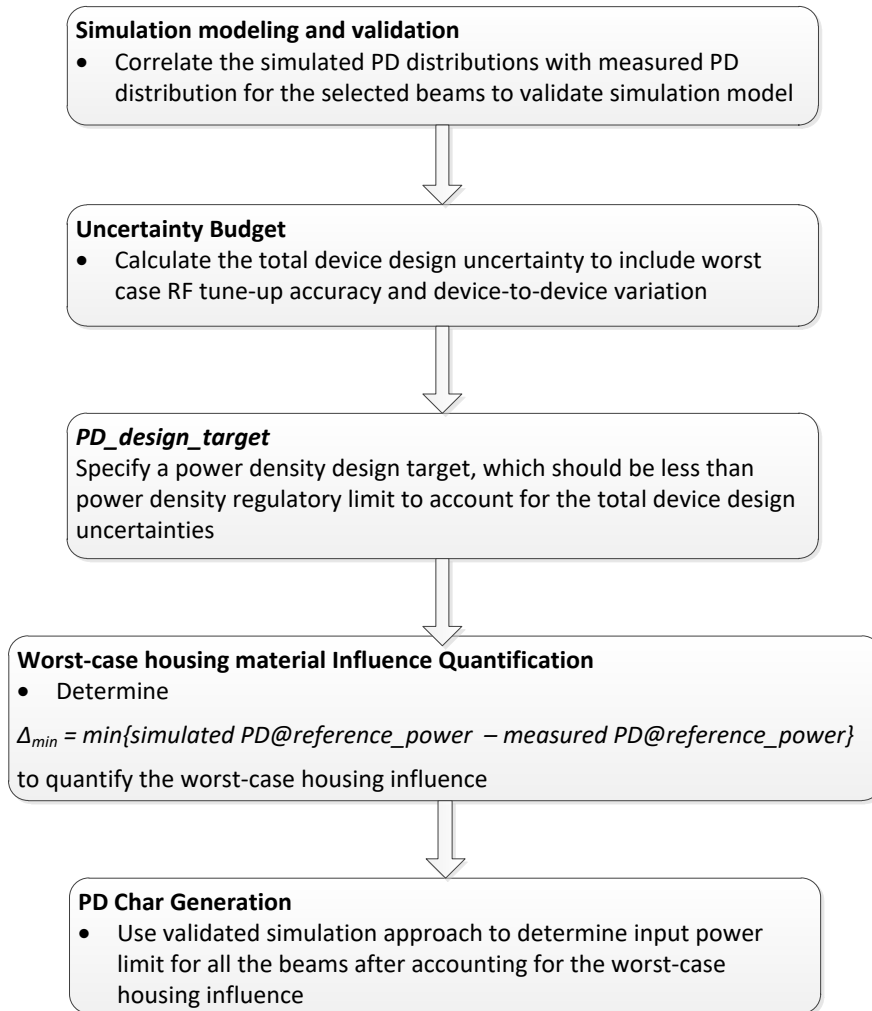 Simulation modeling and validation
• Correlate the simulated PD distributions with measured PD
distribution for the selected beams to validate simulation model
Uncertainty Budget
• Calculate the total device design uncertainty to include worst
case RF tune-up accuracy and device-to-device variation
PD_design_target
Specify a power density design target, which should be less than
power density regulatory limit to account for the total device design
uncertainties
Worst-case housing material Influence Quantification
• Determine
Δmin = min{simulated PD@reference_power – measured PD@reference_power}
to quantify the worst-case housing influence
PD Char Generation
• Use validated simulation approach to determine input power
limit for all the beams after accounting for the worst-case
housing influence